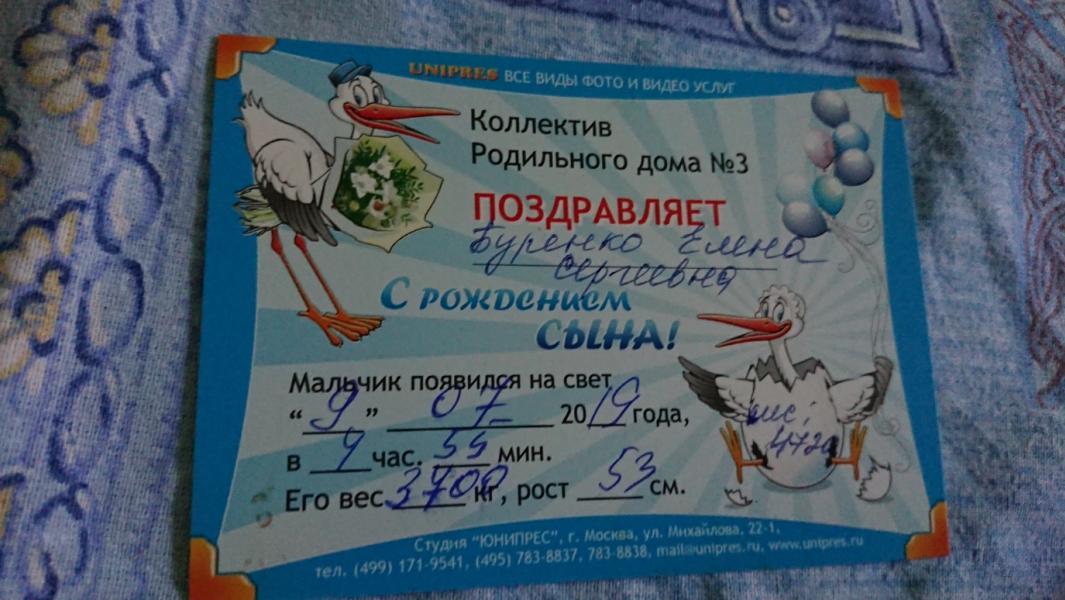 UNIPRES ВСЕ ВИДЫ ФОТО И ВИДЕО УСЛУГ
Коллектив
Родильного дома №3
ПОЗДРАВЛЯЕТ
Буренко Елена
Сергеевна
С рождением
СЫНА!
Мальчик появился на свет
"9" 07 2019 года,
в 9 час. 55 мин.
Его вес 3700 кг, рост 53 см.
4720
Студия "ЮНИПРЕС", г. Москва, ул. Михайлова, 22-1,
тел. (499) 171-9541, (495) 783-8837, 783-8838, mail@unipres.ru, www.unipres.ru